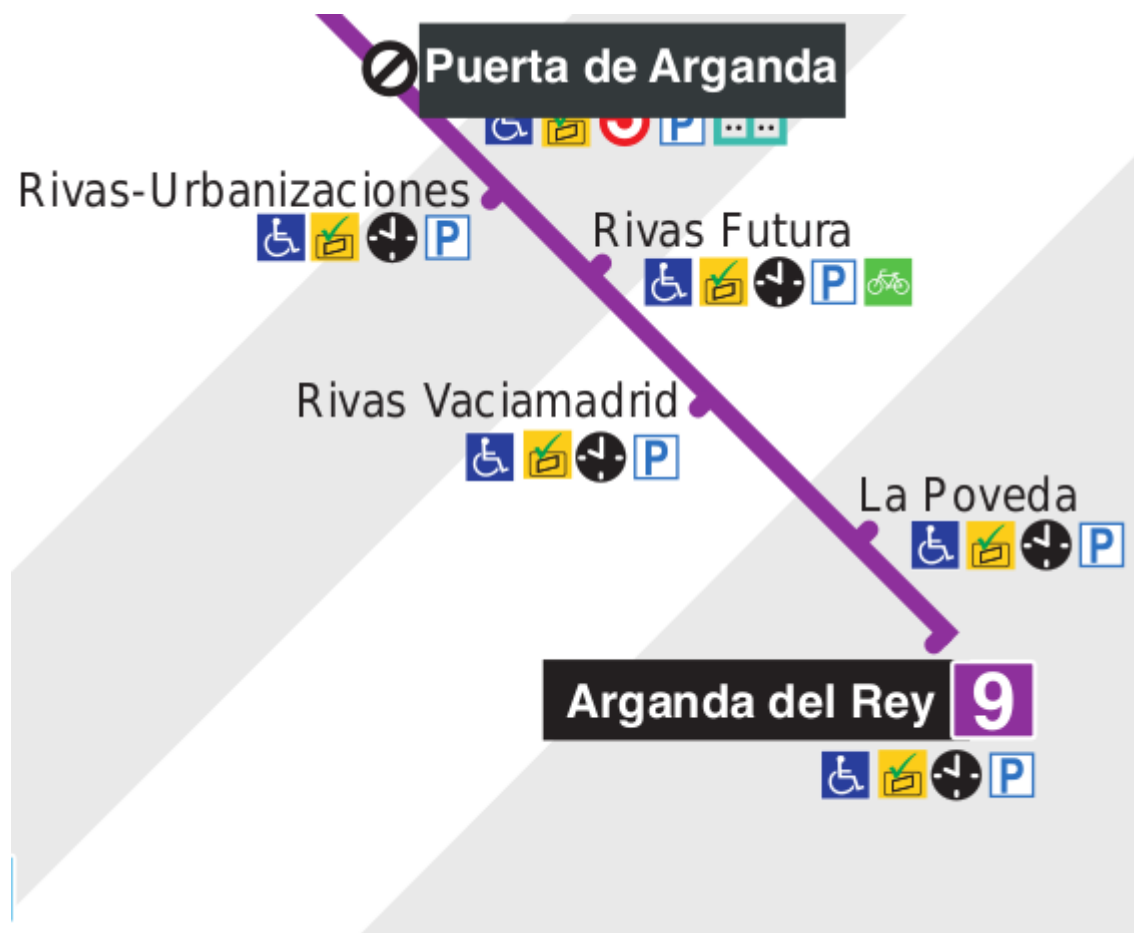 Puerta de Arganda
P
Rivas-Urbanizaciones
P
Rivas Futura
P
Rivas Vaciamadrid
P
La Poveda
P
Arganda del Rey 9
P